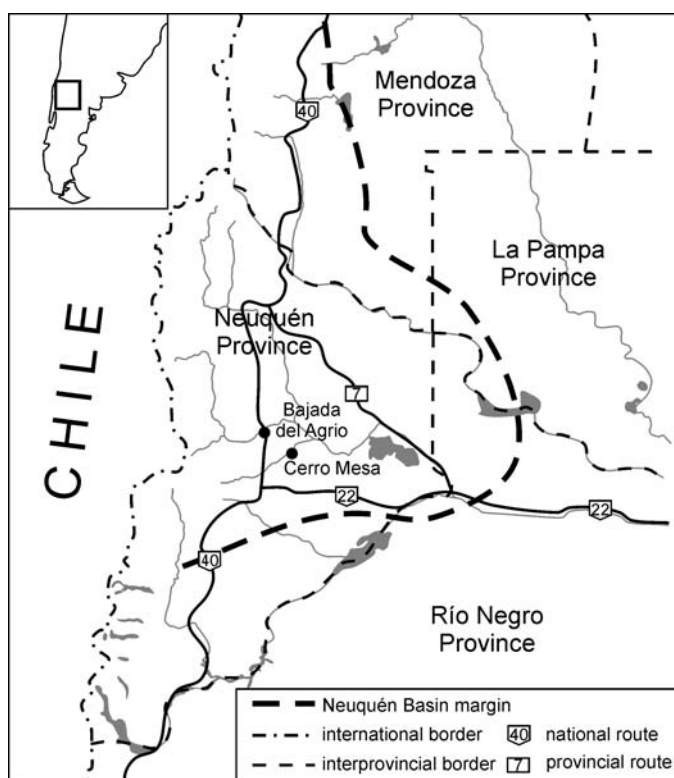 Mendoza
Province
40
La Pampa
Province
CHILE
Neuquén
Province
7
Bajada
del Agrio
Cerro Mesa
22
22
40
Río Negro
Province
Neuquén Basin margin
international border
40 national route
interprovincial border
7 provincial route